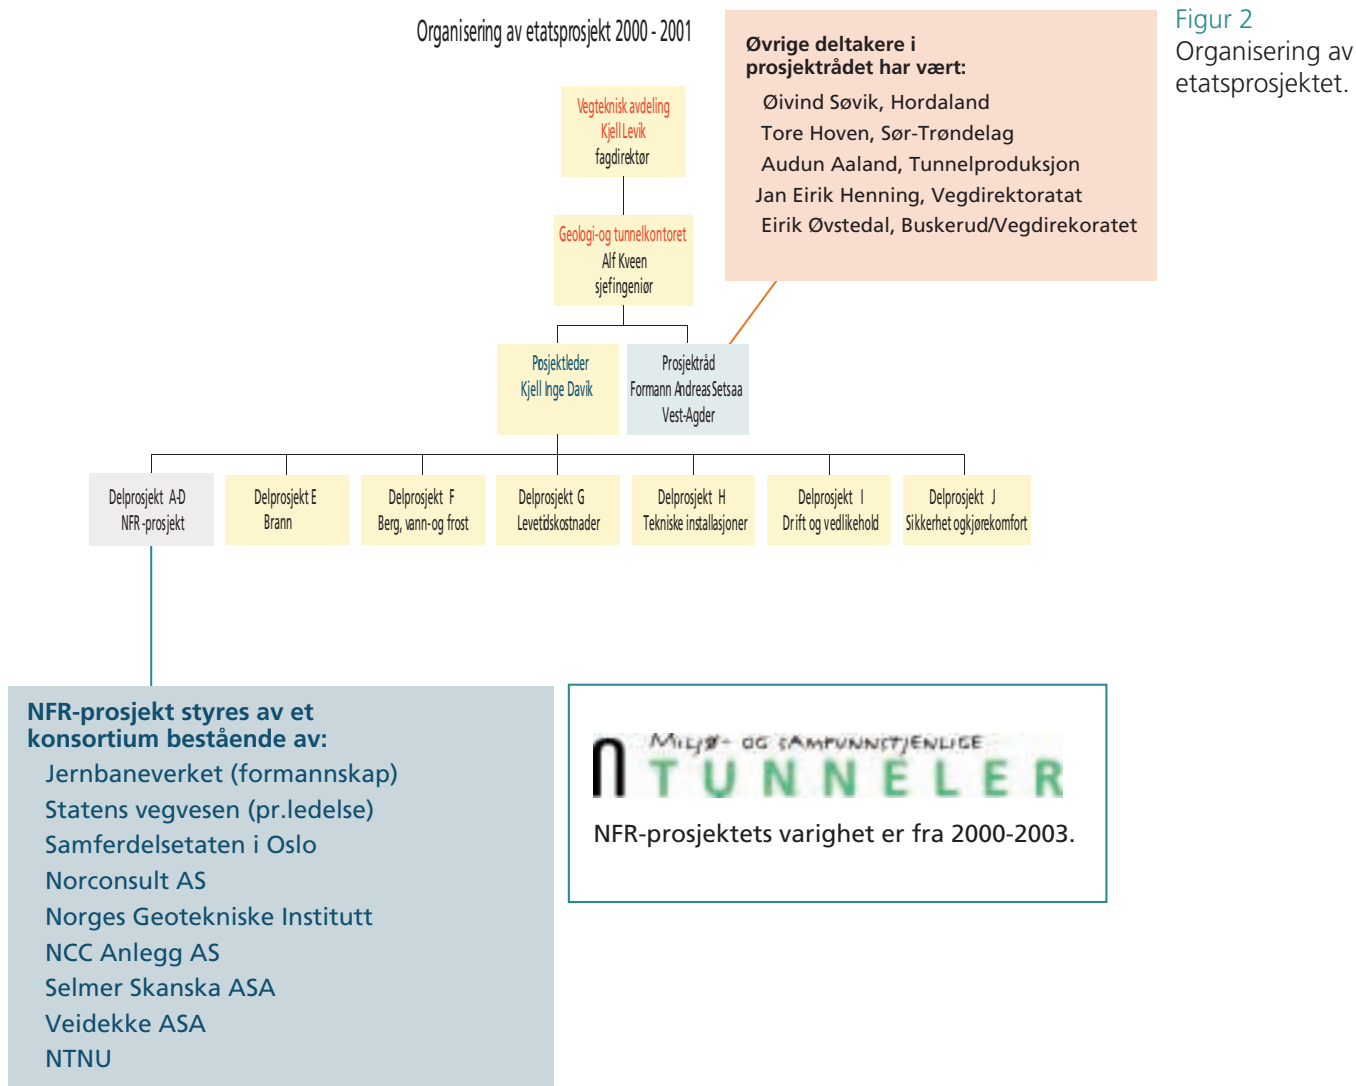 Organisering av etatsprosjekt 2000 - 2001
Figur 2
Organisering av
etatsprosjektet.
Øvrige deltakere i
prosjektrådet har vært:
Øivind Søvik, Hordaland
Tore Hoven, Sør-Trøndelag
Audun Aaland, Tunnelproduksjon
Jan Eirik Henning, Vegdirektoratat
Eirik Øvstedal, Buskerud/Vegdirekoratet
Vegteknisk avdeling
Kjell Levik
fagdirektør
Geologi-og tunnelkontoret
Alf Kveen
sjefingeniør
Posjektleder
Kjell Inge Davik
Prosjektråd
Formann Andreas Setsaa
Vest-Agder
Delprosjekt A-D
NFR-prosjekt
Delprosjekt E
Brann
Delprosjekt F
Berg, vann-og frost
Delprosjekt G
Levetidskostnader
Delprosjekt H
Tekniske installasjoner
Delprosjekt I
Drift og vedlikehold
Delprosjekt J
Sikkerhet ogkjørekomfort
NFR-prosjekt styres av et
konsortium bestående av:
Jernbaneverket (formannskap)
Statens vegvesen (pr.ledelse)
Samferdelsetaten i Oslo
Norconsult AS
Norges Geotekniske Institutt
NCC Anlegg AS
Selmer Skanska ASA
Veidekke ASA
NTNU
MILJØ- OG SAMFUNNSTJENLIGE
TUNNELER
NFR-prosjektets varighet er fra 2000-2003.